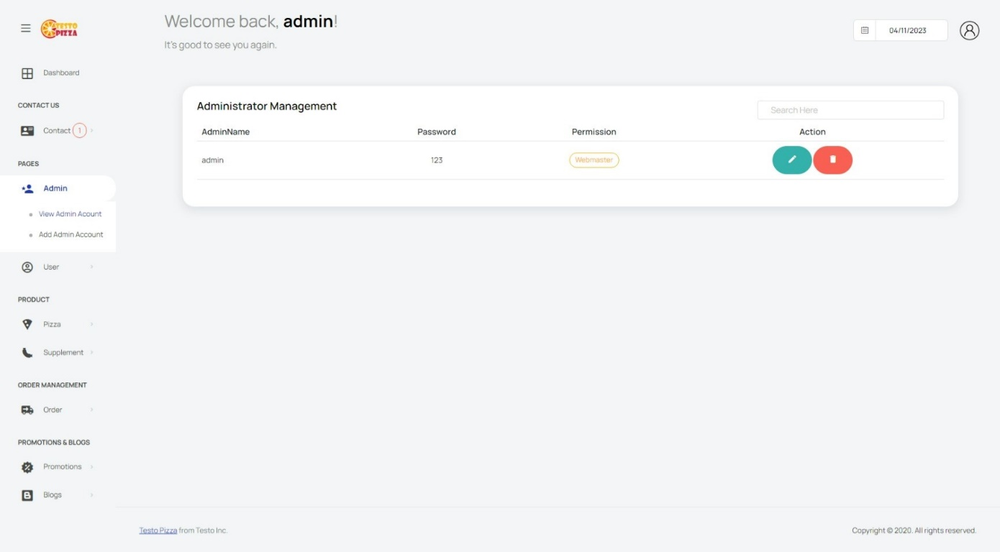 TESTO
PIZZA
Welcome back, admin!
It's good to see you again.
04/11/2023
Dashboard
CONTACT US
Contact 1
PAGES
Admin
View Admin Acount
Add Admin Account
User
PRODUCT
Pizza
Supplement
ORDER MANAGEMENT
Order
PROMOTIONS & BLOGS
Promotions
Blogs
Administrator Management
Search Here
AdminName Password Permission Action
admin 123 Webmaster
Testo Pizza from Testo Inc.
Copyright © 2020. All rights reserved.